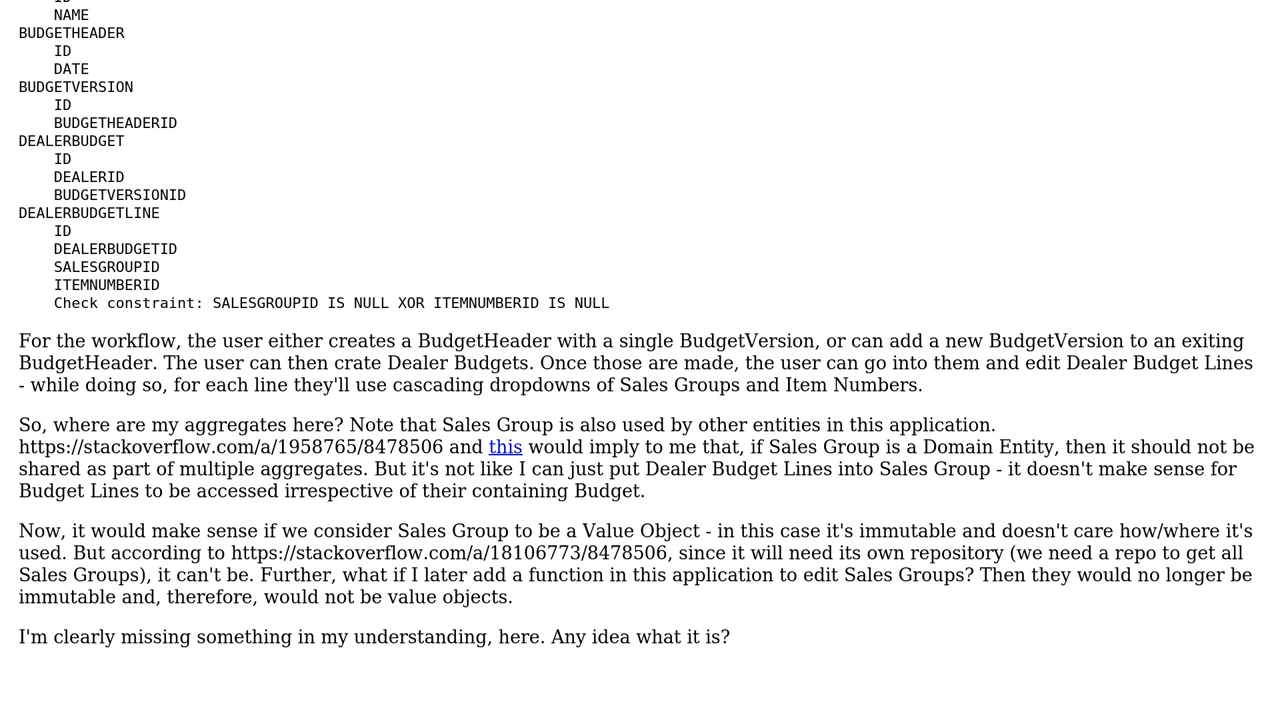 ID
NAME
BUDGETHEADER
ID
DATE
BUDGETVERSION
ID
BUDGETHEADERID
DEALERBUDGET
ID
DEALERID
BUDGETVERSIONID
DEALERBUDGETLINE
ID
DEALERBUDGETID
SALESGROUPID
ITEMNUMBERID
Check constraint: SALESGROUPID IS NULL XOR ITEMNUMBERID IS NULL
For the workflow, the user either creates a BudgetHeader with a single BudgetVersion, or can add a new BudgetVersion to an exiting
BudgetHeader. The user can then crate Dealer Budgets. Once those are made, the user can go into them and edit Dealer Budget Lines
- while doing so, for each line they'll use cascading dropdowns of Sales Groups and Item Numbers.
So, where are my aggregates here? Note that Sales Group is also used by other entities in this application.
https://stackoverflow.com/a/1958765/8478506 and this would imply to me that, if Sales Group is a Domain Entity, then it should not be
shared as part of multiple aggregates. But it's not like I can just put Dealer Budget Lines into Sales Group - it doesn't make sense for
Budget Lines to be accessed irrespective of their containing Budget.
Now, it would make sense if we consider Sales Group to be a Value Object - in this case it's immutable and doesn't care how/where it's
used. But according to https://stackoverflow.com/a/18106773/8478506, since it will need its own repository (we need a repo to get all
Sales Groups), it can't be. Further, what if I later add a function in this application to edit Sales Groups? Then they would no longer be
immutable and, therefore, would not be value objects.
I'm clearly missing something in my understanding, here. Any idea what it is?